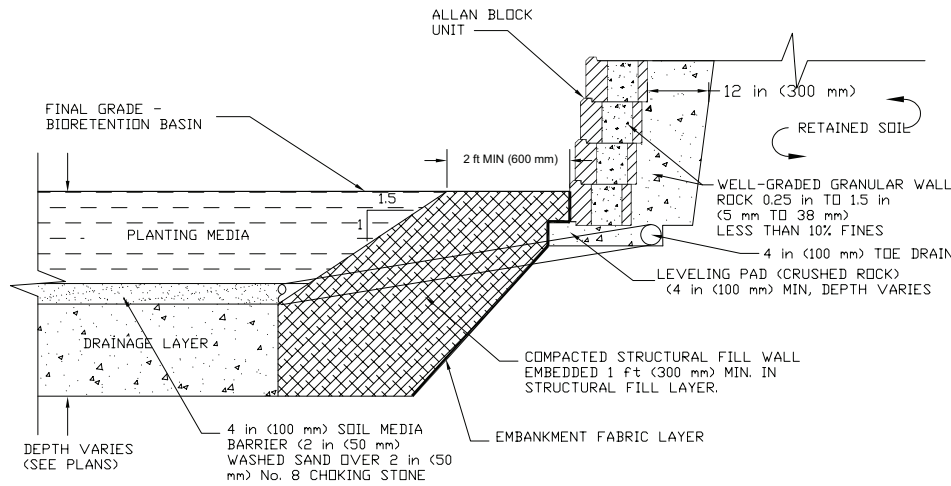 ALLAN BLOCK
UNIT
FINAL GRADE -
BIORETENTION BASIN
12 in (300 mm)
RETAINED SOIL
2 ft MIN (600 mm)
1.5
1
PLANTING MEDIA
WELL-GRADED GRANULAR WALL
ROCK 0.25 in TO 1.5 in
(5 mm TO 38 mm)
LESS THAN 10% FINES
4 in (100 mm) TOE DRAIN
LEVELING PAD (CRUSHED ROCK)
(4 in (100 mm) MIN, DEPTH VARIES
DRAINAGE LAYER
COMPACTED STRUCTURAL FILL WALL
EMBEDDED 1 ft (300 mm) MIN. IN
STRUCTURAL FILL LAYER.
4 in (100 mm) SOIL MEDIA
BARRIER (2 in (50 mm)
WASHED SAND OVER 2 in (50
mm) No. 8 CHOKING STONE
EMBANKMENT FABRIC LAYER
DEPTH VARIES
(SEE PLANS)